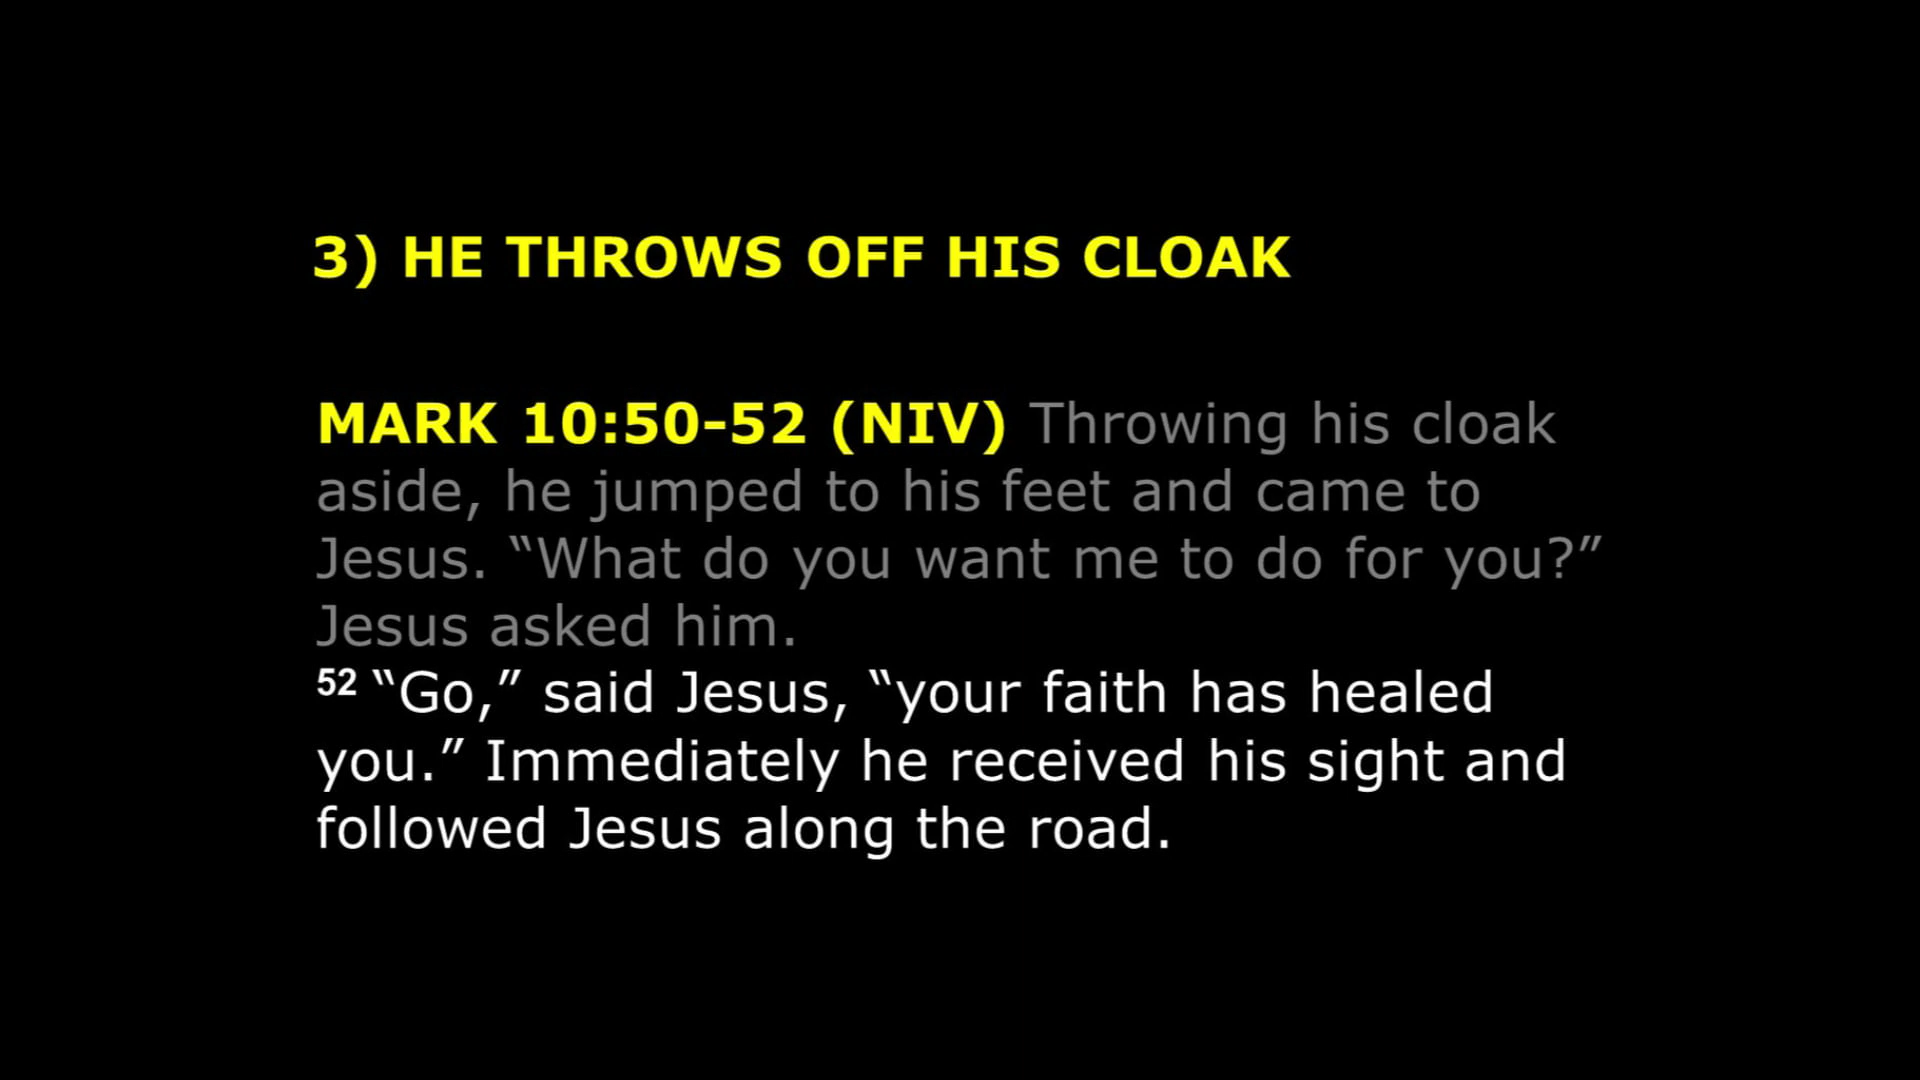 3) HE THROWS OFF HIS CLOAK
MARK 10:50-52 (NIV) Throwing his cloak
aside, he jumped to his feet and came to
Jesus. “What do you want me to do for you?”
Jesus asked him.
52 “Go,” said Jesus, “your faith has healed
you.” Immediately he received his sight and
followed Jesus along the road.